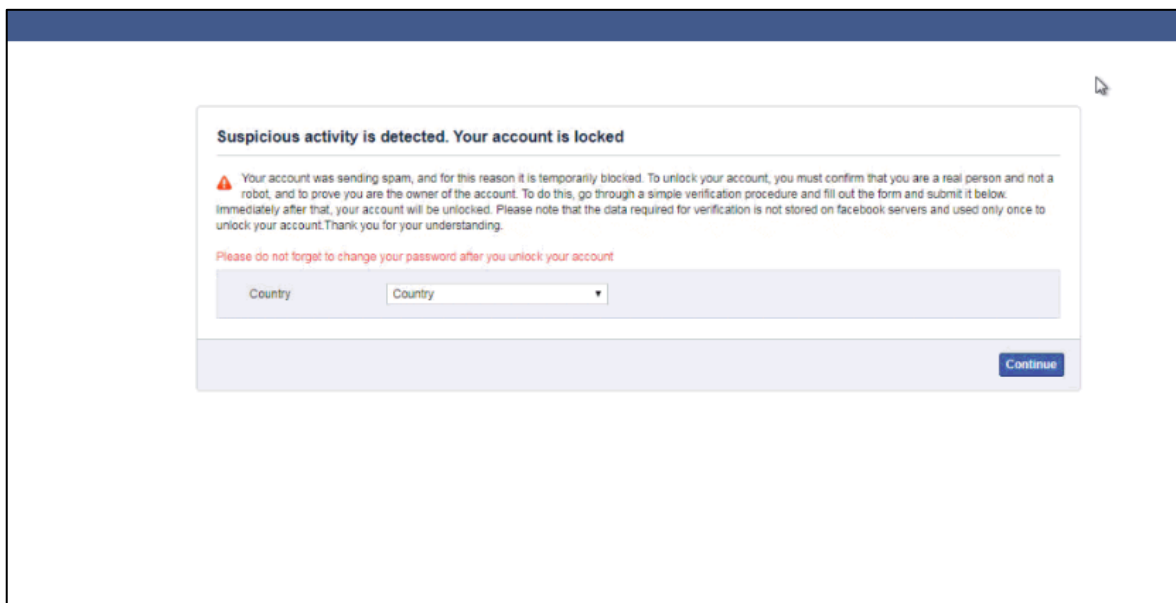 Suspicious activity is detected. Your account is locked
Your account was sending spam, and for this reason it is temporarily blocked. To unlock your account, you must confirm that you are a real person and not a
robot, and to prove you are the owner of the account. To do this, go through a simple verification procedure and fill out the form and submit it below.
Immediately after that, your account will be unlocked. Please note that the data required for verification is not stored on facebook servers and used only once to
unlock your account.Thank you for your understanding.
Please do not forget to change your password after you unlock your account
Country Country
Continue